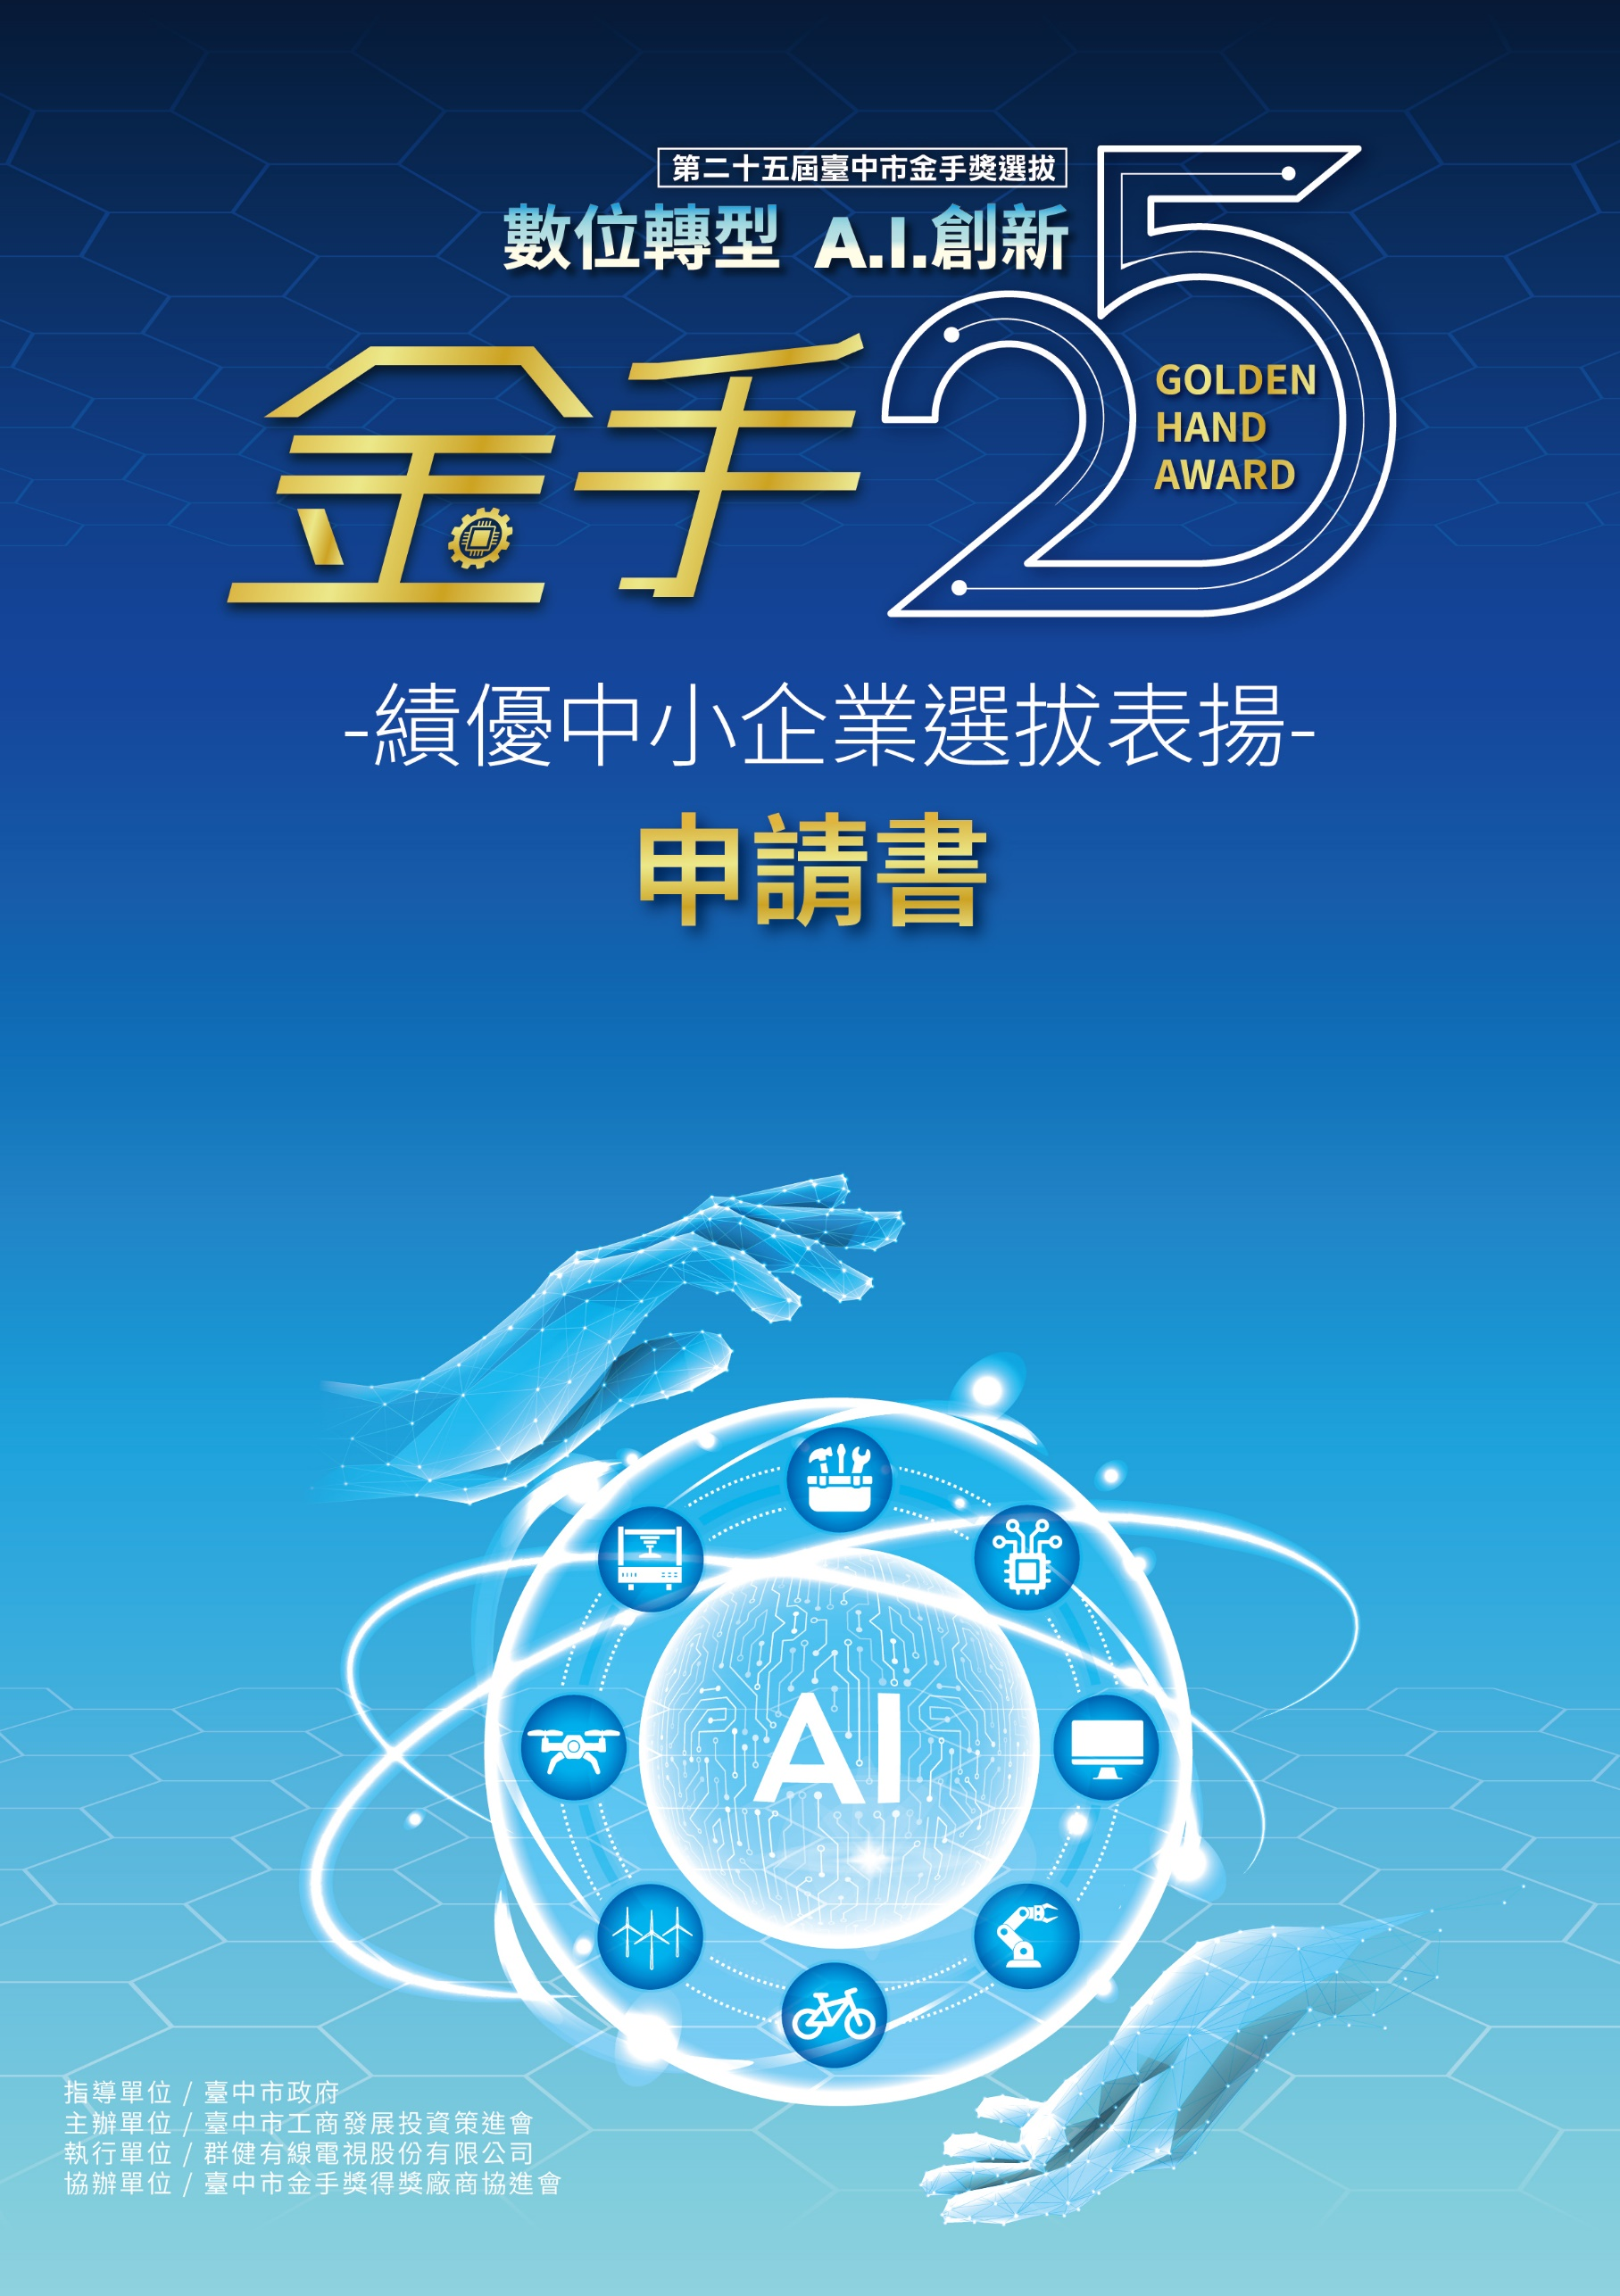 第二十五屆臺中市金手獎選拔
數位轉型 A.I.創新
金手25
GOLDEN
HAND
AWARD
-績優中小企業選拔表揚-
申請書
AI
指導單位 / 臺中市政府
主辦單位 / 臺中市工商發展投資策進會
執行單位 / 群健有線電視股份有限公司
協辦單位 / 臺中市金手獎得獎廠商協進會